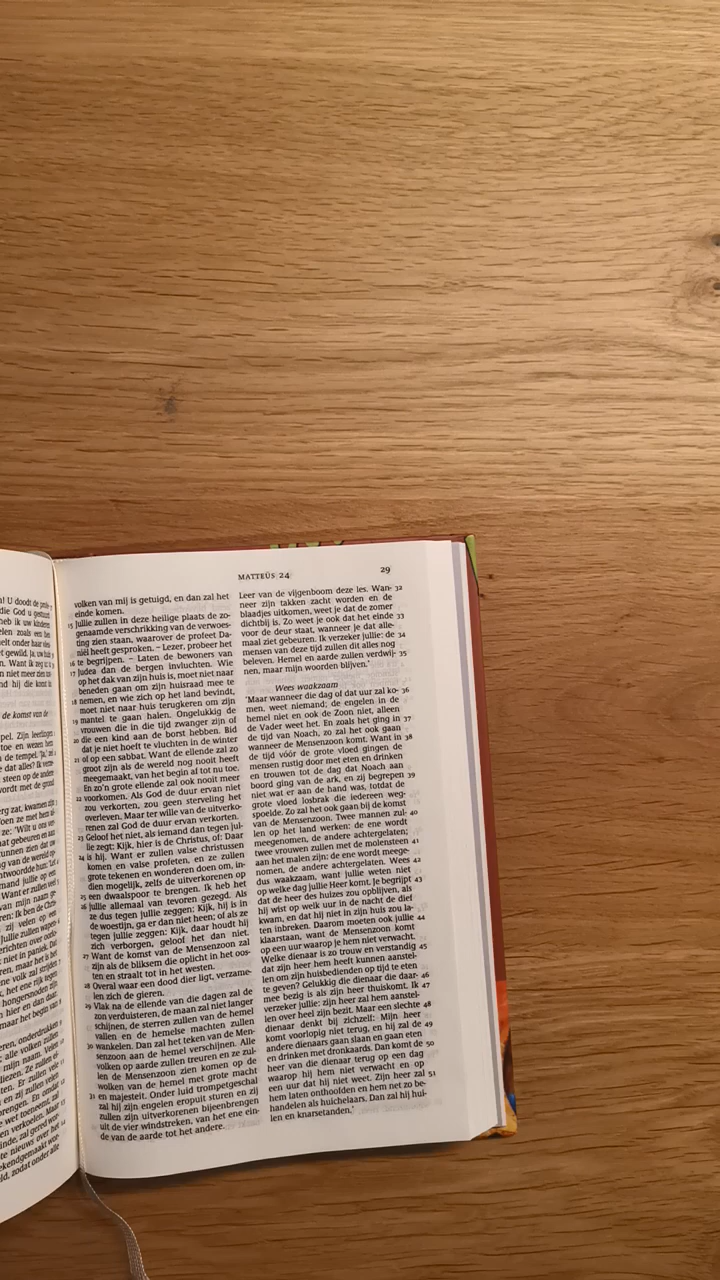 MATTEÜS 24
29
volken van mij is getuigd, en dan zal het
einde komen.
15 Jullie zullen in deze heilige plaats de zo-
genaamde verschrikking van de verwoes-
ting zien staan, waarover de profeet Da-
niël heeft gesproken. – Lezer, probeer het
16 te begrijpen. – Laten de bewoners van
17 Judea dan de bergen invluchten. Wie
op het dak van zijn huis is, moet niet naar
beneden gaan om zijn huisraad mee te
18 nemen, en wie zich op het land bevindt,
moet niet naar huis terugkeren om zijn
19 mantel te gaan halen. Ongelukkig de
vrouwen die in die tijd zwanger zijn of
20 die een kind aan de borst hebben. Bid
dat je niet hoeft te vluchten in de winter
21 of op een sabbat. Want de ellende zal zo
groot zijn als de wereld nog nooit heeft
meegemaakt, van het begin af tot nu toe.
En zo'n grote ellende zal ook nooit meer
22 voorkomen. Als God de duur ervan niet
zou verkorten, zou geen sterveling het
overleven. Maar ter wille van de uitverko-
renen zal God de duur ervan verkorten.
23 Geloof het niet, als iemand dan tegen jul-
lie zegt: Kijk, hier is de Christus, of: Daar
24 is hij. Want er zullen valse christussen
komen en valse profeten, en ze zullen
grote tekenen en wonderen doen om, in-
dien mogelijk, zelfs de uitverkorenen op
25 een dwaalspoor te brengen. Ik heb het
26 jullie allemaal van tevoren gezegd. Als
ze dus tegen jullie zeggen: Kijk, hij is in
de woestijn, ga er dan niet heen; of als ze
tegen jullie zeggen: Kijk, daar houdt hij
zich verborgen, geloof het dan niet.
27 Want de komst van de Mensenzoon zal
zijn als de bliksem die oplicht in het oos-
ten en straalt tot in het westen.
28 Overal waar een dood dier ligt, verzame-
len zich de gieren.
29 Vlak na de ellende van die dagen zal de
zon verduisteren, de maan zal niet langer
schijnen, de sterren zullen van de hemel
vallen en de hemelse machten zullen
30 wankelen. Dan zal het teken van de Men-
senzoon aan de hemel verschijnen. Alle
volken op aarde zullen treuren en ze zul-
len de Mensenzoon zien komen op de
wolken van de hemel met grote macht
31 en majesteit. Onder luid trompetgeschal
zal hij zijn engelen eropuit sturen en zij
zullen zijn uitverkorenen bijeenbrengen
uit de vier windstreken, van het ene ein-
de van de aarde tot het andere.
Leer van de vijgenboom deze les. Wan- 32
neer zijn takken zacht worden en de
blaadjes uitkomen, weet je dat de zomer
dichtbij is. Zo weet je ook dat het einde 33
voor de deur staat, wanneer je dat alle-
maal ziet gebeuren. Ik verzeker jullie: de 34
mensen van deze tijd zullen dit alles nog
beleven. Hemel en aarde zullen verdwij- 35
nen, maar mijn woorden blijven.'
Wees waakzaam
'Maar wanneer die dag of dat uur zal ko- 36
men, weet niemand; de engelen in de
hemel niet en ook de Zoon niet, alleen
de Vader weet het. En zoals het ging in 37
de tijd van Noach, zo zal het ook gaan
wanneer de Mensenzoon komt. Want in 38
de tijd vóór de grote vloed gingen de
mensen rustig door met eten en drinken
en trouwen tot de dag dat Noach aan
boord ging van de ark, en zij begrepen 39
niet wat er aan de hand was, totdat de
grote vloed losbrak die iedereen weg-
spoelde. Zo zal het ook gaan bij de komst
van de Mensenzoon. Twee mannen zul- 40
len op het land werken: de ene wordt
meegenomen, de andere achtergelaten;
twee vrouwen zullen met de molensteen 41
aan het malen zijn: de ene wordt meege-
nomen, de andere achtergelaten. Wees 42
dus waakzaam, want jullie weten niet
op welke dag jullie Heer komt. Je begrijpt 43
dat de heer des huizes zou opblijven, als
hij wist op welk uur in de nacht de dief
kwam, en dat hij niet in zijn huis zou la-
ten inbreken. Daarom moeten ook jullie 44
klaarstaan, want de Mensenzoon komt
op een uur waarop je hem niet verwacht.
Welke dienaar is zo trouw en verstandig 45
dat zijn heer hem heeft kunnen aanstel-
len om zijn huisbedienden op tijd te eten
te geven? Gelukkig die dienaar die daar- 46
mee bezig is als zijn heer thuiskomt. Ik 47
verzeker jullie: zijn heer zal hem aanstel-
len over heel zijn bezit. Maar een slechte 48
dienaar denkt bij zichzelf: Mijn heer
komt voorlopig niet terug, en hij zal de 49
andere dienaars gaan slaan en gaan eten
en drinken met dronkaards. Dan komt de 50
heer van die dienaar terug op een dag
waarop hij hem niet verwacht en op
een uur dat hij niet weet. Zijn heer zal 51
hem laten onthoofden en hem net zo be-
handelen als huichelaars. Dan zal hij hui-
len en knarsetanden.'